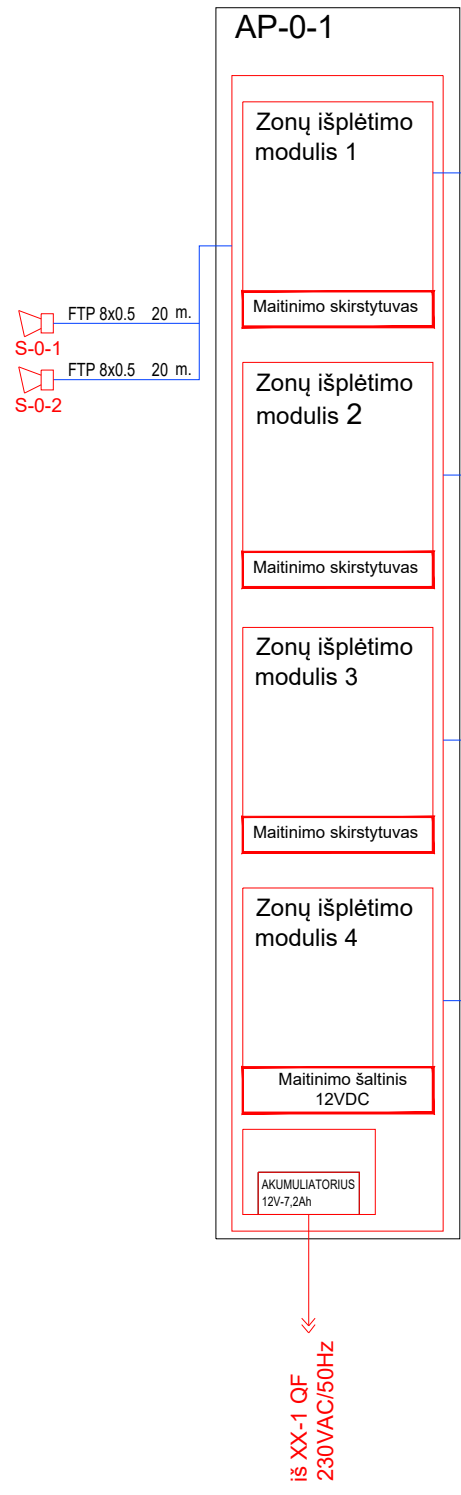 AP-0-1
Zonų išplėtimo
modulis 1
Maitinimo skirstytuvas
FTP 8x0.5 20 m.
S-0-1
FTP 8x0.5 20 m.
S-0-2
Zonų išplėtimo
modulis 2
Maitinimo skirstytuvas
Zonų išplėtimo
modulis 3
Maitinimo skirstytuvas
Zonų išplėtimo
modulis 4
Maitinimo šaltinis
12VDC
AKUMULIATORIUS
12V-7,2Ah
iš XX-1 QF
230VAC/50Hz